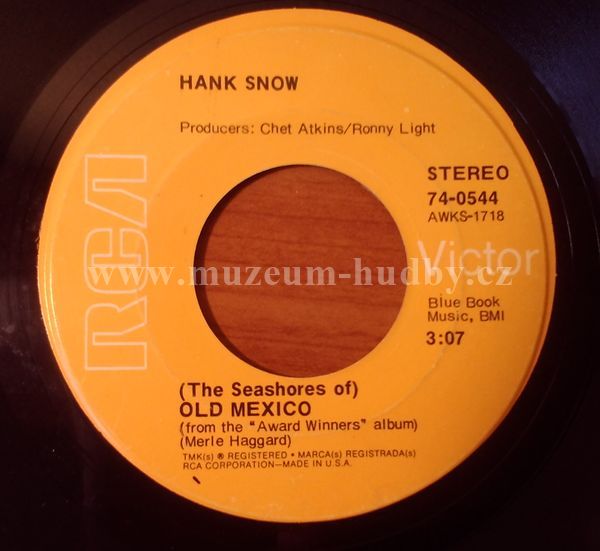 HANK SNOW
Producers: Chet Atkins/Ronny Light
STEREO
74-0544
AWKS-1718
RCA
Victor
www.muzeum-hudby.cz
Blue Book
Music, BMI
3:07
(The Seashores of)
OLD MEXICO
(from the "Award Winners" album)
(Merle Haggard)
TMK(s) ® REGISTERED • MARCA(s) REGISTRADA(s)
RCA CORPORATION—MADE IN U.S.A.